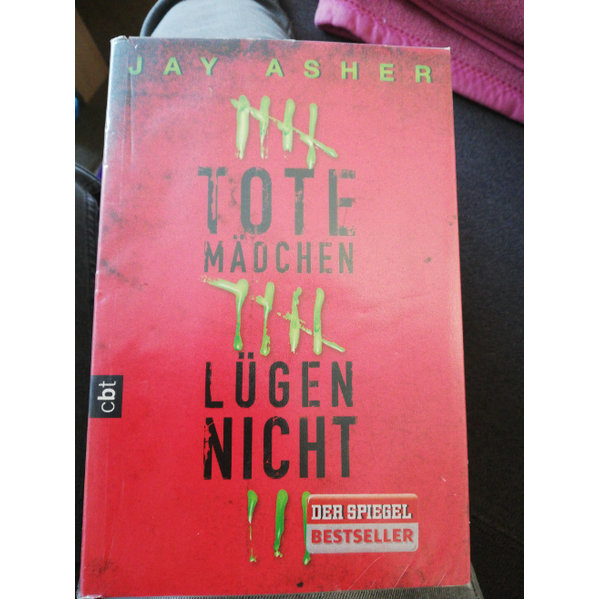 JAY ASHER
TOTE
MÄDCHEN
LÜGEN
NICHT
cbt
DER SPIEGEL
BESTSELLER